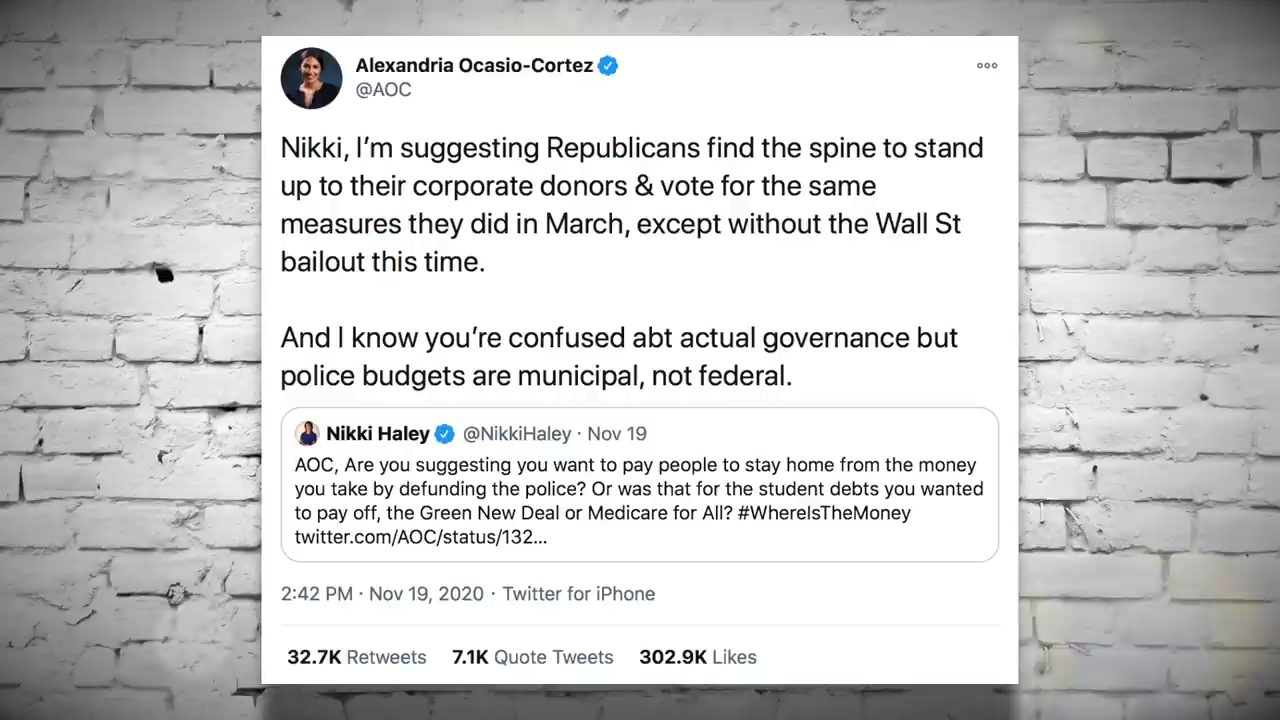 Alexandria Ocasio-Cortez
@AOC
Nikki, I’m suggesting Republicans find the spine to stand
up to their corporate donors & vote for the same
measures they did in March, except without the Wall St
bailout this time.
And I know you’re confused abt actual governance but
police budgets are municipal, not federal.
Nikki Haley @NikkiHaley · Nov 19
AOC, Are you suggesting you want to pay people to stay home from the money
you take by defunding the police? Or was that for the student debts you wanted
to pay off, the Green New Deal or Medicare for All? #WhereIsTheMoney
twitter.com/AOC/status/132...
2:42 PM · Nov 19, 2020 · Twitter for iPhone
32.7K Retweets 7.1K Quote Tweets 302.9K Likes